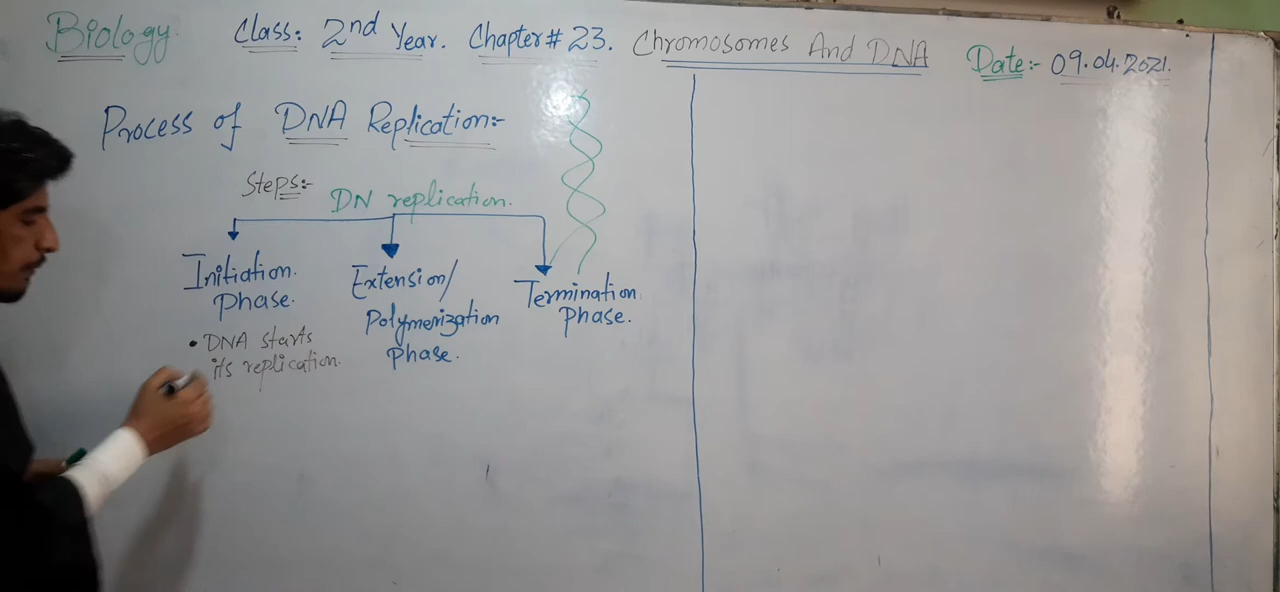 Biology. Class: 2nd Year. Chapter # 23. Chromosomes And DNA Date:- 09.04.2021.
Process of DNA Replication:-
Steps:-
DN replication.
Initiation Phase.
Extension/ Polymerization Phase.
Termination Phase.
• DNA starts
its replication.